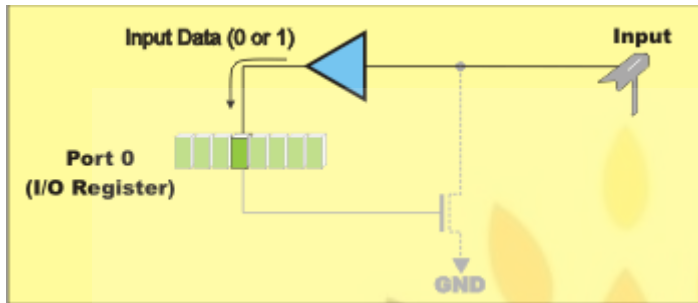 Input Data (0 or 1)
Input
Port 0
(I/O Register)
GND